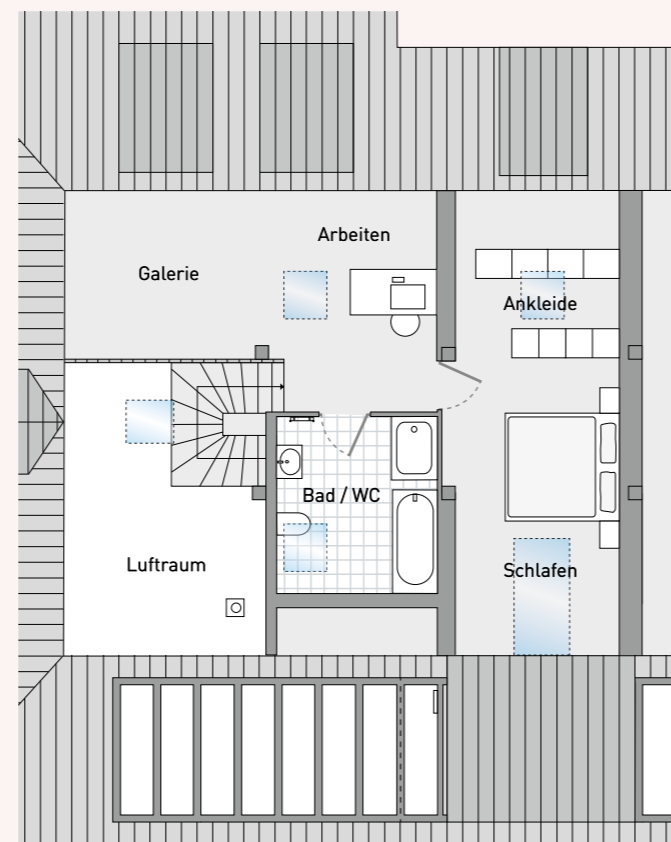 Arbeiten
Galerie
Ankleide
Bad / WC
Luftraum
Schlafen